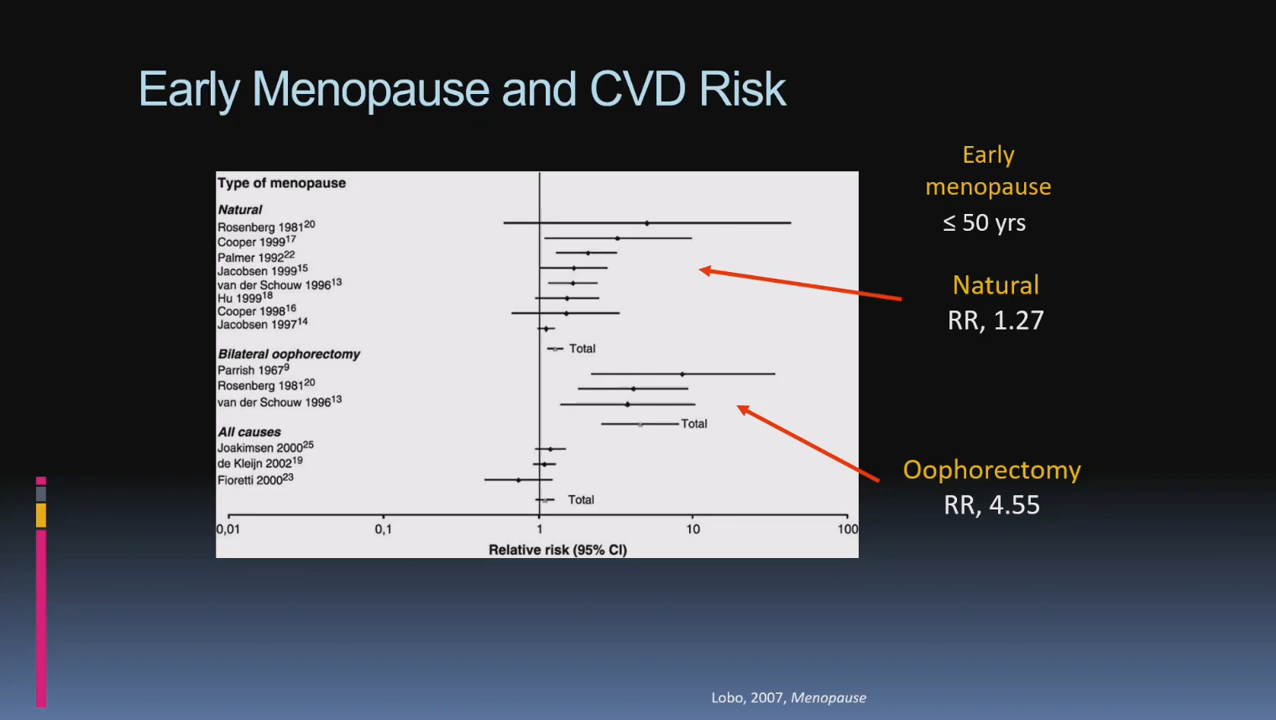 Early Menopause and CVD Risk
Type of menopause
Natural
Rosenberg 1981²⁰
Cooper 1999¹⁷
Palmer 1992²²
Jacobsen 1999¹⁵
van der Schouw 1996¹³
Hu 1999¹⁸
Cooper 1998¹⁶
Jacobsen 1997¹⁴
Total
Bilateral oophorectomy
Parrish 1967⁹
Rosenberg 1981²⁰
van der Schouw 1996¹³
Total
All causes
Joakimsen 2000²⁵
de Kleijn 2002¹⁹
Fioretti 2000²³
Total
0,01 0,1 1 10 100
Relative risk (95% CI)
Early
menopause
≤ 50 yrs
Natural
RR, 1.27
Oophorectomy
RR, 4.55
Lobo, 2007, Menopause